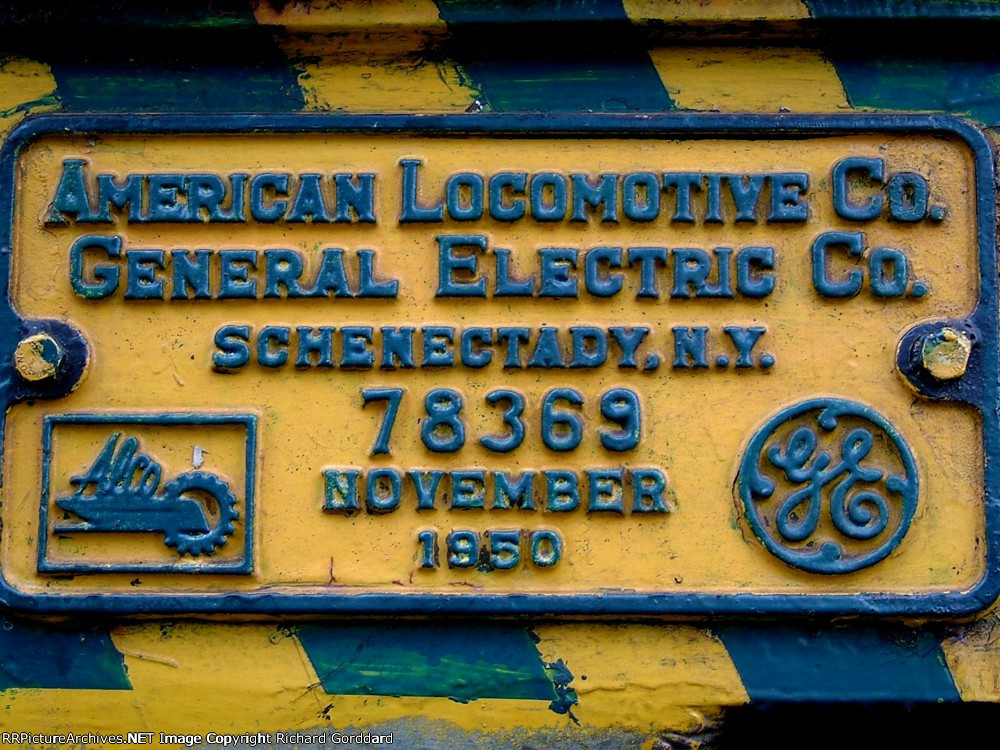 AMERICAN LOCOMOTIVE CO.
GENERAL ELECTRIC CO.
SCHENECTADY, N.Y.
78369
NOVEMBER
1950
Alco
GE
RRPictureArchives.NET Image Copyright Richard Gorddard